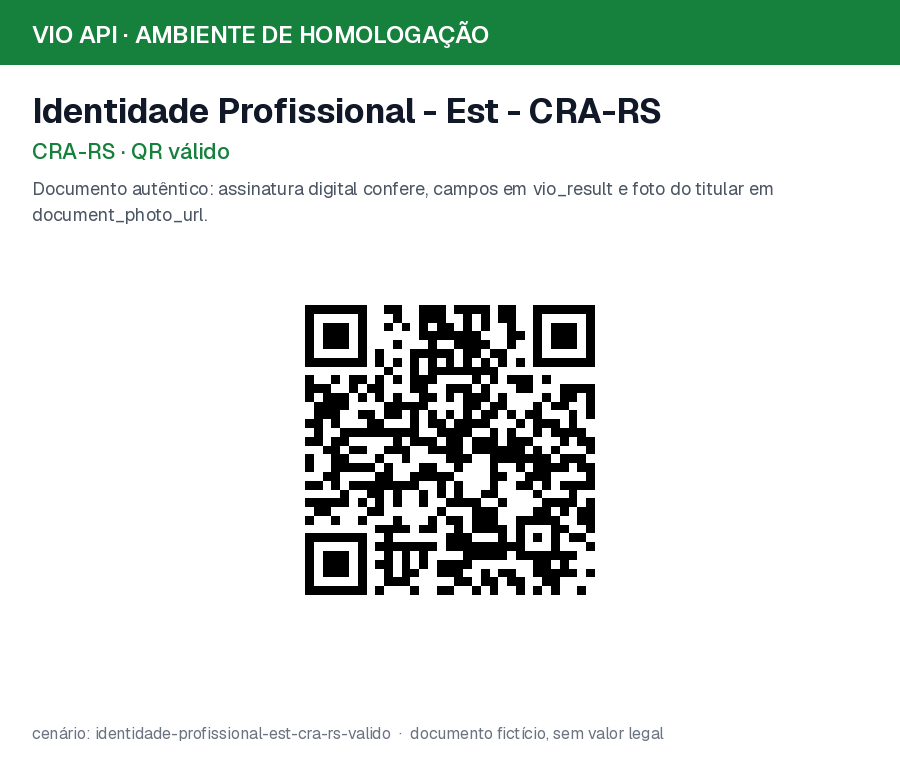 VIO API · AMBIENTE DE HOMOLOGAÇÃO
Identidade Profissional - Est - CRA-RS
CRA-RS · QR válido
Documento autêntico: assinatura digital confere, campos em vio_result e foto do titular em
document_photo_url.
cenário: identidade-profissional-est-cra-rs-valido · documento fictício, sem valor legal